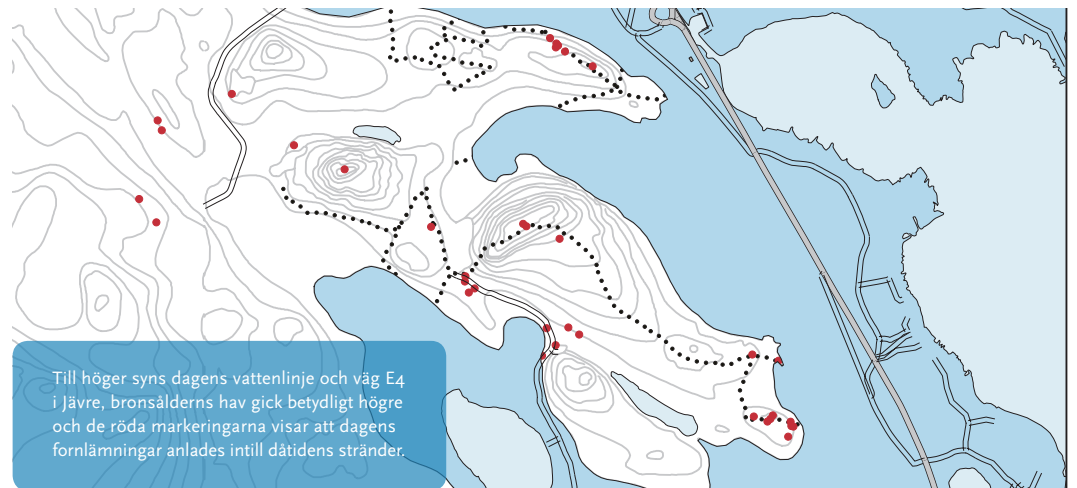 Till höger syns dagens vattenlinje och väg E4
i Jävre, bronsålderns hav gick betydligt högre
och de röda markeringarna visar att dagens
fornlämningar anlades intill dåtidens stränder.